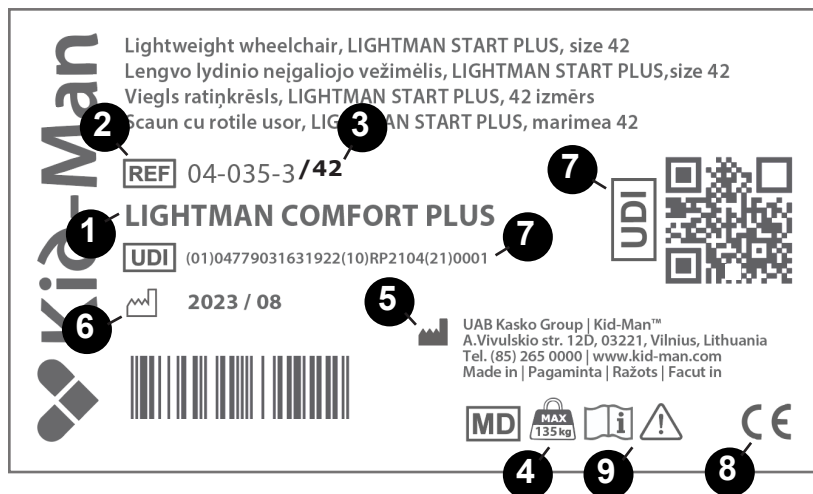 Kid-Man
Lightweight wheelchair, LIGHTMAN START PLUS, size 42
Lengvo lydinio neįgaliojo vežimėlis, LIGHTMAN START PLUS,size 42
Viegls ratiņkrēsls, LIGHTMAN START PLUS, 42 izmērs
Scaun cu rotile usor, LIGHTMAN START PLUS, marimea 42
2
3
REF 04-035-3/42
7
UDI
1
LIGHTMAN COMFORT PLUS
UDI (01)04779031631922(10)RP2104(21)0001
7
6
2023 / 08
5
UAB Kasko Group | Kid-Man™
A.Vivulskio str. 12D, 03221, Vilnius, Lithuania
Tel. (85) 265 0000 | www.kid-man.com
Made in | Pagaminta | Ražots | Facut in
MD MAX 135 kg i ! CE
4 9 8